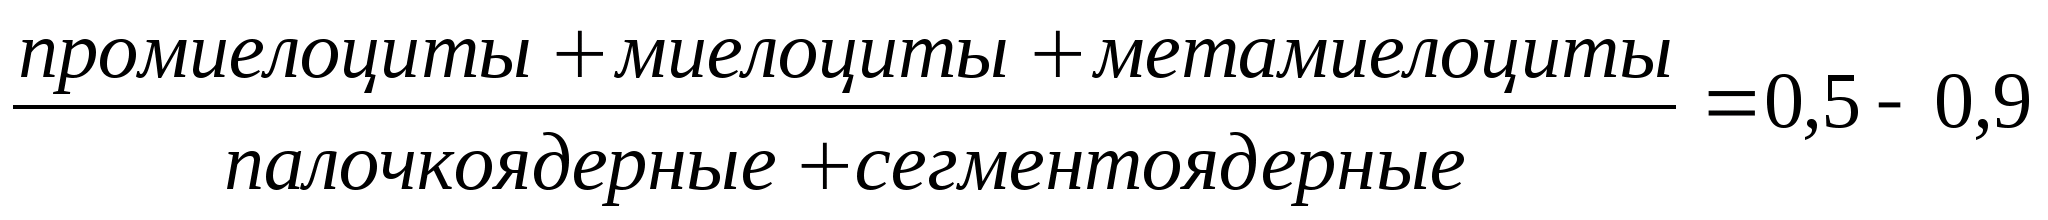 промиелоциты + миелоциты + метамиелоциты
= 0,5 - 0,9
палочкоядерные + сегментоядерные